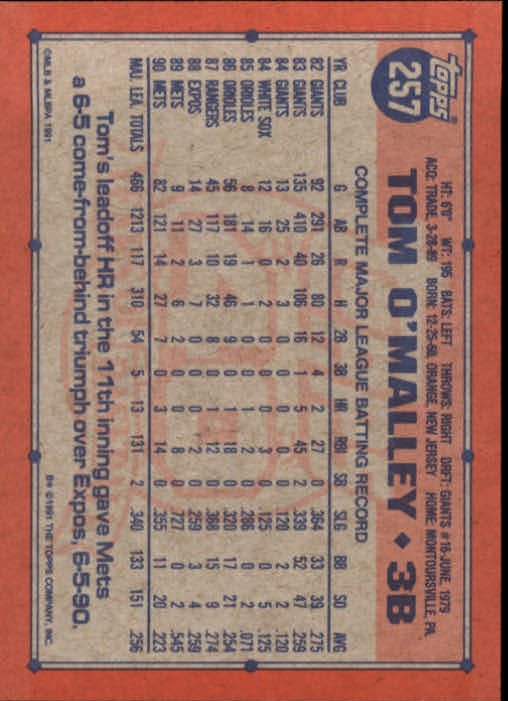 Topps
257
HT: 6'0" WT: 195 BATS: LEFT THROWS: RIGHT DRFT: GIANTS #16-JUNE, 1979
ACQ: TRADE, 3-28-89 BORN: 12-25-60, ORANGE, NEW JERSEY HOME: MONTOURSVILLE, PA.
TOM O'MALLEY ◆ 3B
COMPLETE MAJOR LEAGUE BATTING RECORD
YR CLUB G AB R H 2B 3B HR RBI SB SLG BB SO AVG
82 GIANTS 92 291 26 80 12 4 2 27 0 .364 33 39 .275
83 GIANTS 135 410 40 106 16 1 5 45 2 .339 52 47 .259
84 GIANTS 13 25 2 3 0 0 0 0 0 .120 2 2 .120
84 WHITE SOX 12 16 0 2 0 0 0 3 0 .125 0 5 .125
85 ORIOLES 8 14 1 1 0 0 1 2 0 .286 0 2 .071
86 ORIOLES 56 181 19 46 9 0 1 18 0 .320 17 21 .254
87 RANGERS 45 117 10 32 8 0 1 12 0 .368 15 9 .274
88 EXPOS 14 27 3 7 0 0 0 2 0 .259 3 4 .259
89 METS 9 11 2 6 2 0 0 8 0 .727 0 2 .545
90 METS 82 121 14 27 7 0 3 14 0 .355 11 20 .223
MAJ. LEA. TOTALS 466 1213 117 310 54 5 13 131 2 .340 133 151 .256
Tom's leadoff HR in the 11th inning gave Mets
a 6-5 come-from-behind triumph over Expos, 6-5-90.
©MLB & MLBPA 1991
B* ©1991 THE TOPPS COMPANY, INC.